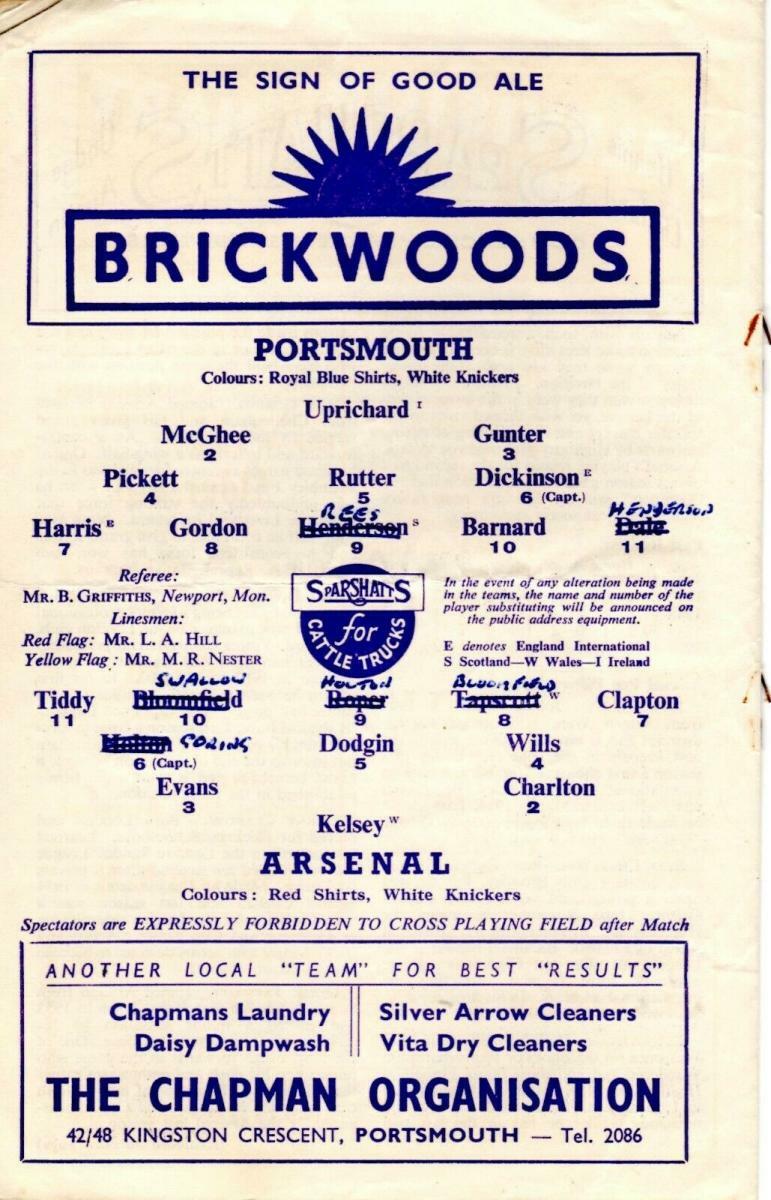 THE SIGN OF GOOD ALE
BRICKWOODS
PORTSMOUTH
Colours: Royal Blue Shirts, White Knickers
Uprichard I
McGhee Gunter
2 3
Pickett Rutter Dickinson E
4 5 6 (Capt.)
REES HENDERSON
Harris E Gordon Henderson S Barnard Dale
7 8 9 10 11
Referee:
MR. B. GRIFFITHS, Newport, Mon.
Linesmen:
Red Flag: MR. L. A. HILL
Yellow Flag: MR. M. R. NESTER
SPARSHATTS
for
CATTLE TRUCKS
In the event of any alteration being made
in the teams, the name and number of the
player substituting will be announced on
the public address equipment.
E denotes England International
S Scotland—W Wales—I Ireland
SWALLOW HOLTON BLOOMFIELD
Tiddy Bloomfield Roper Tapscott W Clapton
11 10 9 8 7
Holton GORING Dodgin Wills
6 (Capt.) 5 4
Evans Charlton
3 2
Kelsey W
ARSENAL
Colours: Red Shirts, White Knickers
Spectators are EXPRESSLY FORBIDDEN TO CROSS PLAYING FIELD after Match
ANOTHER LOCAL "TEAM" FOR BEST "RESULTS"
Chapmans Laundry Silver Arrow Cleaners
Daisy Dampwash Vita Dry Cleaners
THE CHAPMAN ORGANISATION
42/48 KINGSTON CRESCENT, PORTSMOUTH — Tel. 2086